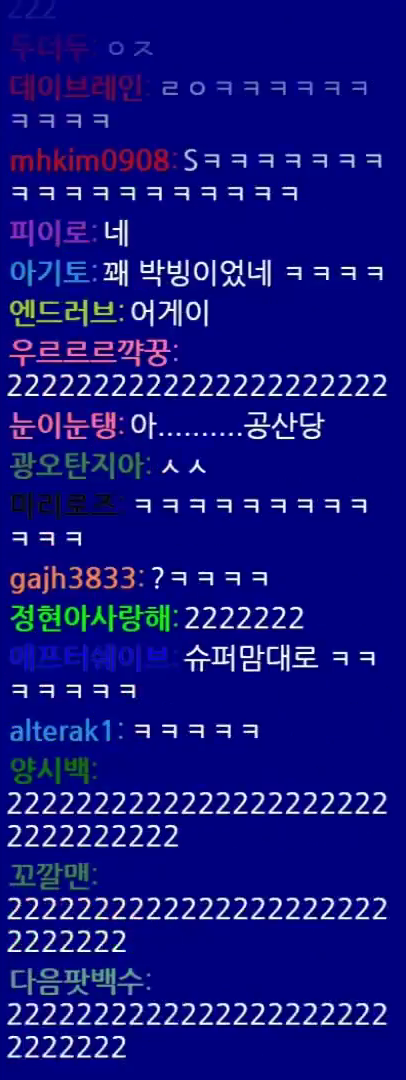 222
두더두: ㅇㅈ
데이브레인: ㄹㅇㅋㅋㅋㅋㅋㅋ
ㅋㅋㅋㅋ
mhkim0908: Sㅋㅋㅋㅋㅋㅋㅋ
ㅋㅋㅋㅋㅋㅋㅋㅋㅋㅋㅋ
피이로: 네
아기토: 꽤 박빙이었네 ㅋㅋㅋㅋ
엔드러브: 어게이
우르르르꺅꿍:
2222222222222222222222
눈이눈탱: 아..........공산당
광오탄지아: ㅅㅅ
마리로즈: ㅋㅋㅋㅋㅋㅋㅋㅋㅋ
ㅋㅋㅋ
gajh3833: ?ㅋㅋㅋㅋ
정현아사랑해: 2222222
애프터쉐이브: 슈퍼맘대로 ㅋㅋ
ㅋㅋㅋㅋㅋ
alterak1: ㅋㅋㅋㅋㅋ
양시백:
2222222222222222222222
2222222222
꼬깔맨:
2222222222222222222222
2222222
다음팟백수:
2222222222222222222222
2222222